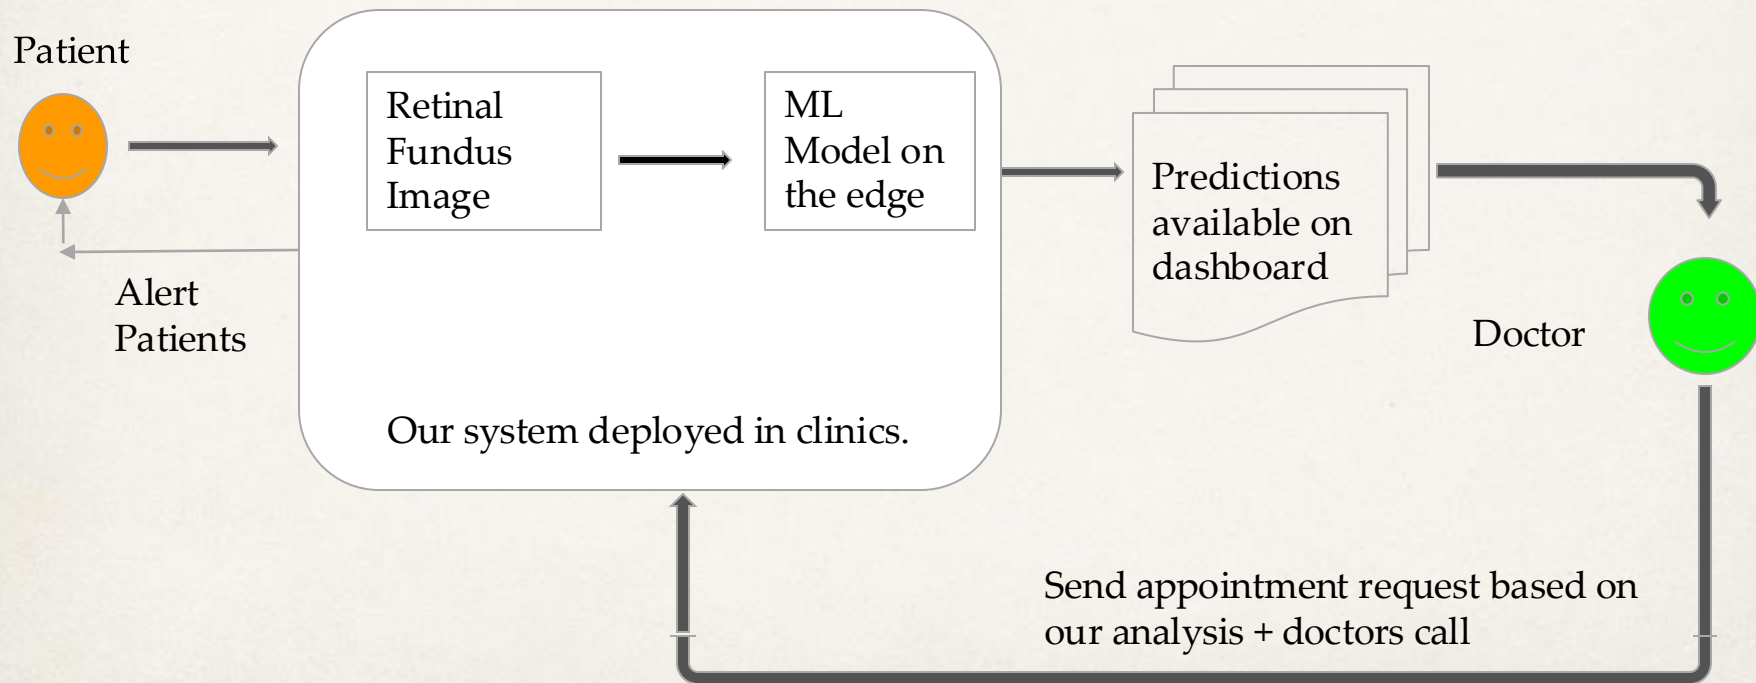 Patient
Retinal
Fundus
Image
ML
Model on
the edge
Predictions
available on
dashboard
Alert
Patients
Doctor
Our system deployed in clinics.
Send appointment request based on
our analysis + doctors call